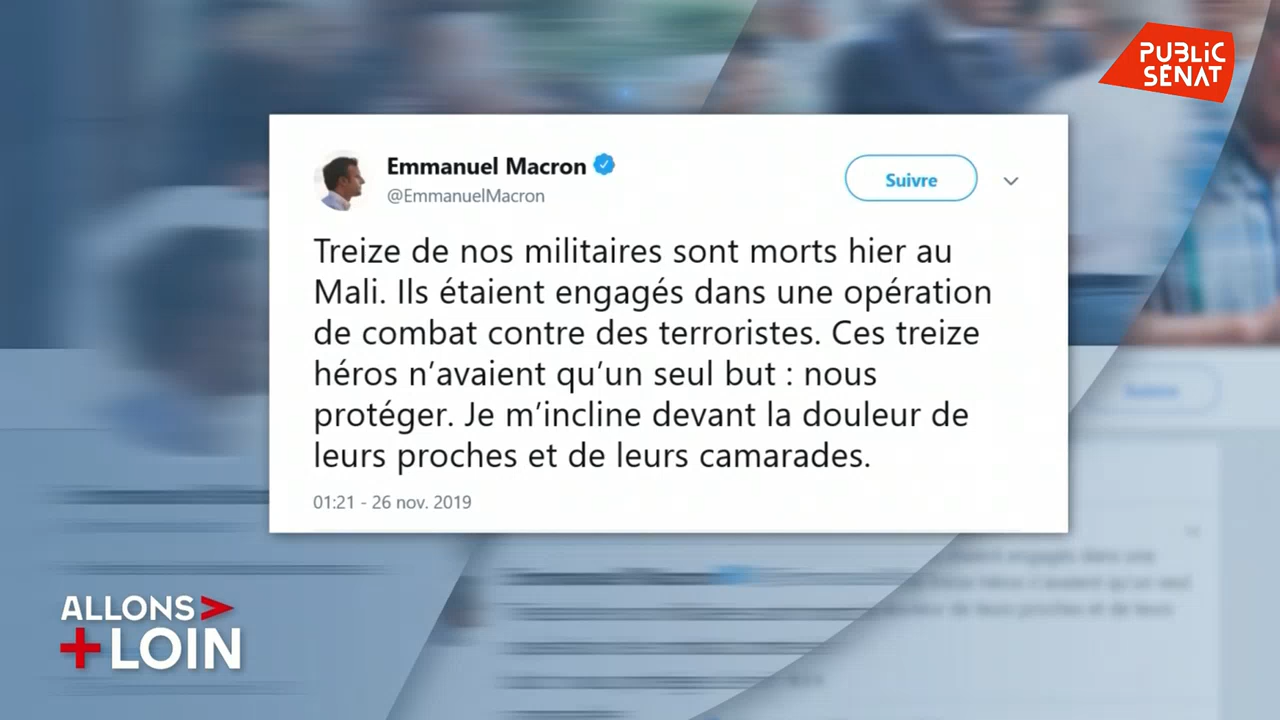 PUBLIC
SÉNAT
Emmanuel Macron
@EmmanuelMacron
Suivre
Treize de nos militaires sont morts hier au
Mali. Ils étaient engagés dans une opération
de combat contre des terroristes. Ces treize
héros n’avaient qu’un seul but : nous
protéger. Je m’incline devant la douleur de
leurs proches et de leurs camarades.
01:21 - 26 nov. 2019
ALLONS >
+ LOIN